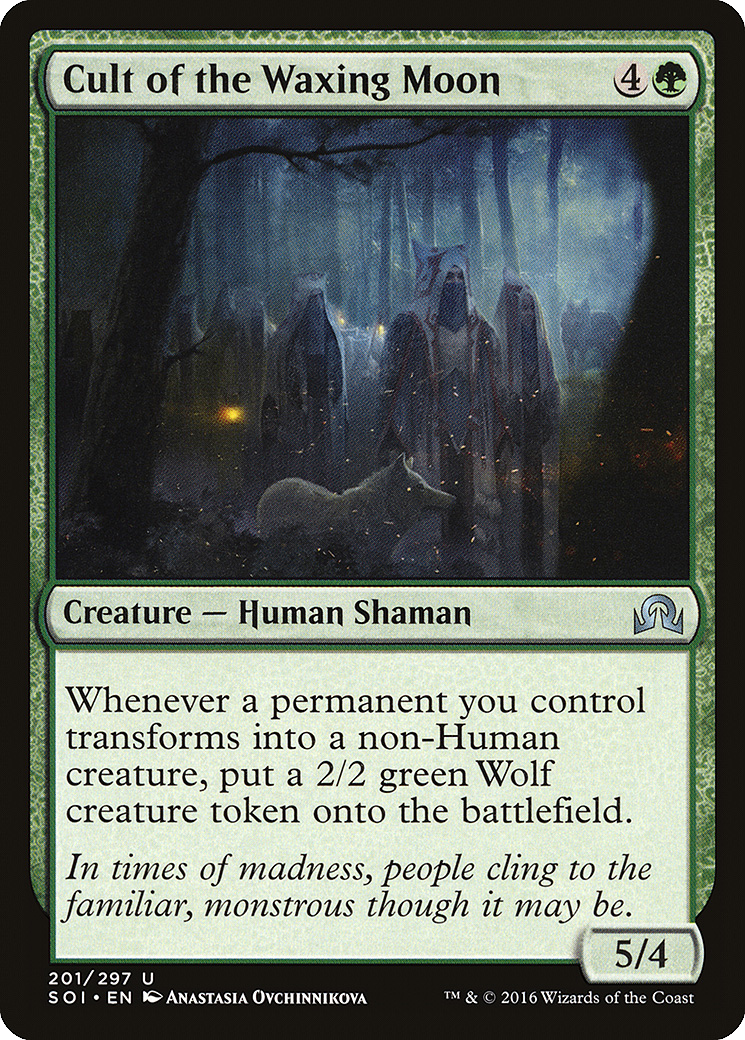 Cult of the Waxing Moon 4
Creature — Human Shaman
Whenever a permanent you control
transforms into a non-Human
creature, put a 2/2 green Wolf
creature token onto the battlefield.
In times of madness, people cling to the
familiar, monstrous though it may be.
5/4
201/297 U
SOI • EN Anastasia Ovchinnikova
™ & © 2016 Wizards of the Coast